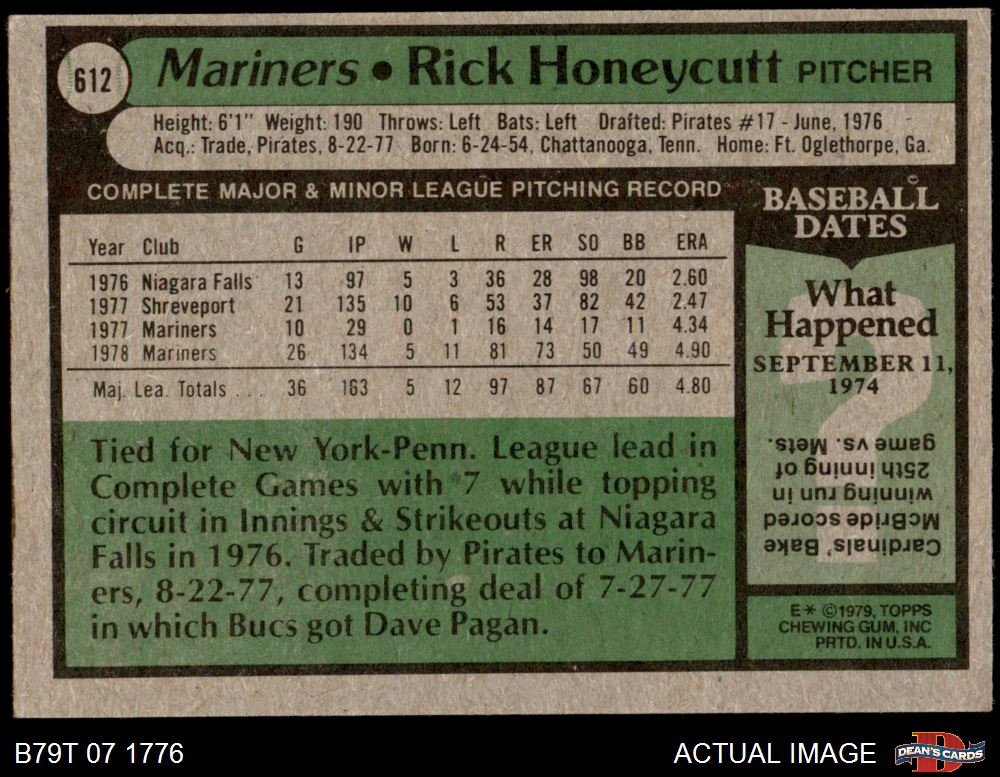 612
Mariners • Rick Honeycutt PITCHER
Height: 6'1" Weight: 190 Throws: Left Bats: Left Drafted: Pirates #17 - June, 1976
Acq.: Trade, Pirates, 8-22-77 Born: 6-24-54, Chattanooga, Tenn. Home: Ft. Oglethorpe, Ga.
COMPLETE MAJOR & MINOR LEAGUE PITCHING RECORD
Year Club G IP W L R ER SO BB ERA
1976 Niagara Falls 13 97 5 3 36 28 98 20 2.60
1977 Shreveport 21 135 10 6 53 37 82 42 2.47
1977 Mariners 10 29 0 1 16 14 17 11 4.34
1978 Mariners 26 134 5 11 81 73 50 49 4.90
Maj. Lea. Totals . . . 36 163 5 12 97 87 67 60 4.80
Tied for New York-Penn. League lead in
Complete Games with 7 while topping
circuit in Innings & Strikeouts at Niagara
Falls in 1976. Traded by Pirates to Marin-
ers, 8-22-77, completing deal of 7-27-77
in which Bucs got Dave Pagan.
BASEBALL
DATES
What
Happened
SEPTEMBER 11,
1974
Cardinals' Bake
McBride scored
winning run in
25th inning of
game vs. Mets.
E* ©1979, TOPPS
CHEWING GUM, INC
PRTD. IN U.S.A.
B79T 07 1776
ACTUAL IMAGE
D
DEAN'S CARDS